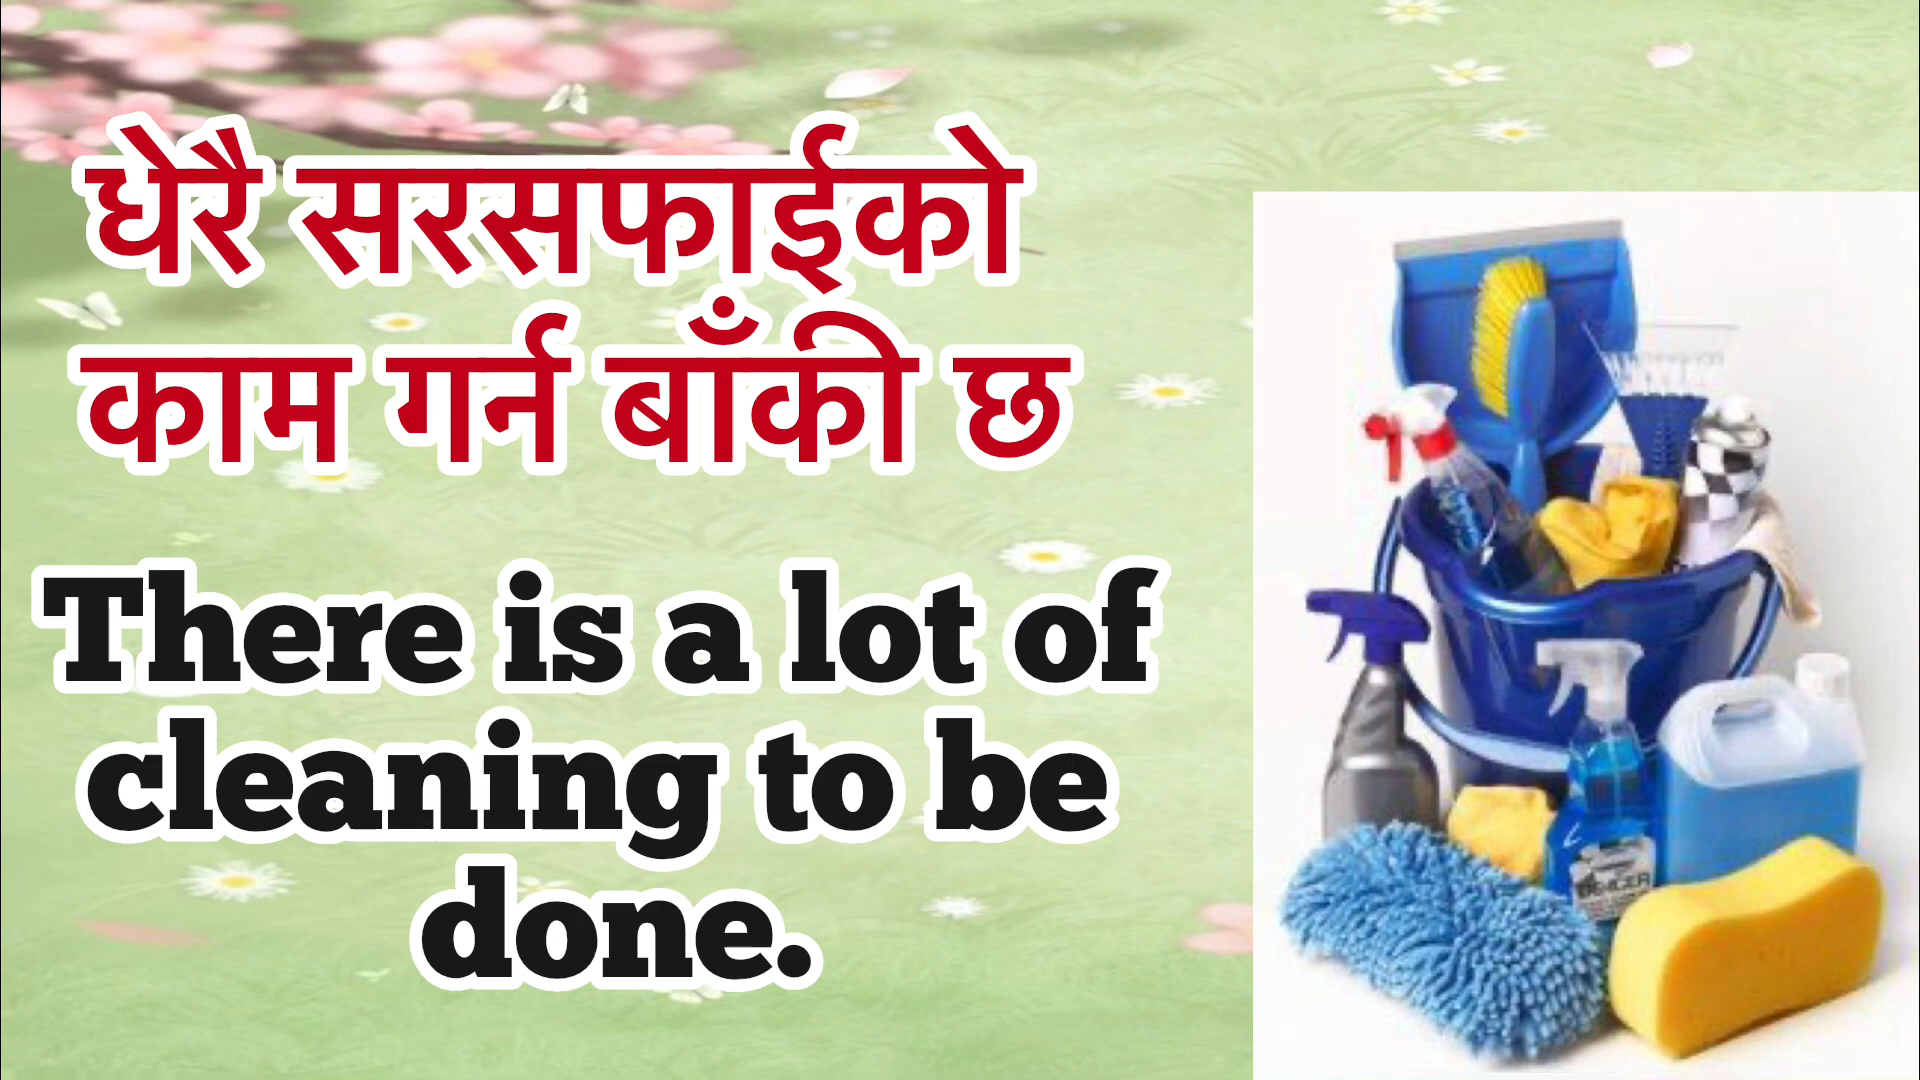 धेरै सरसफाईको
काम गर्न बाँकी छ
There is a lot of
cleaning to be
done.